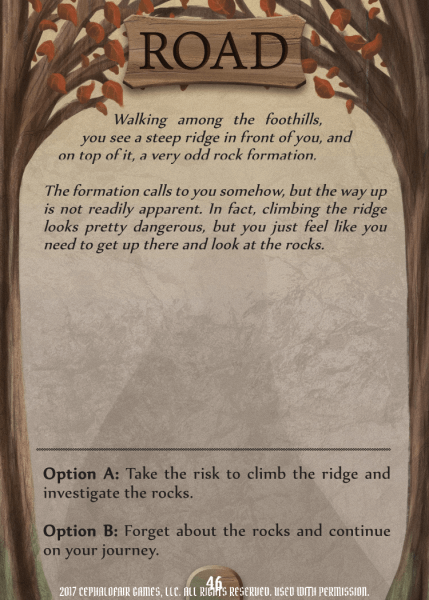 ROAD
Walking among the foothills,
you see a steep ridge in front of you, and
on top of it, a very odd rock formation.
The formation calls to you somehow, but the way up
is not readily apparent. In fact, climbing the ridge
looks pretty dangerous, but you just feel like you
need to get up there and look at the rocks.
Option A: Take the risk to climb the ridge and
investigate the rocks.
Option B: Forget about the rocks and continue
on your journey.
46
2017 CEPHALOFAIR GAMES, LLC. ALL RIGHTS RESERVED. USED WITH PERMISSION.